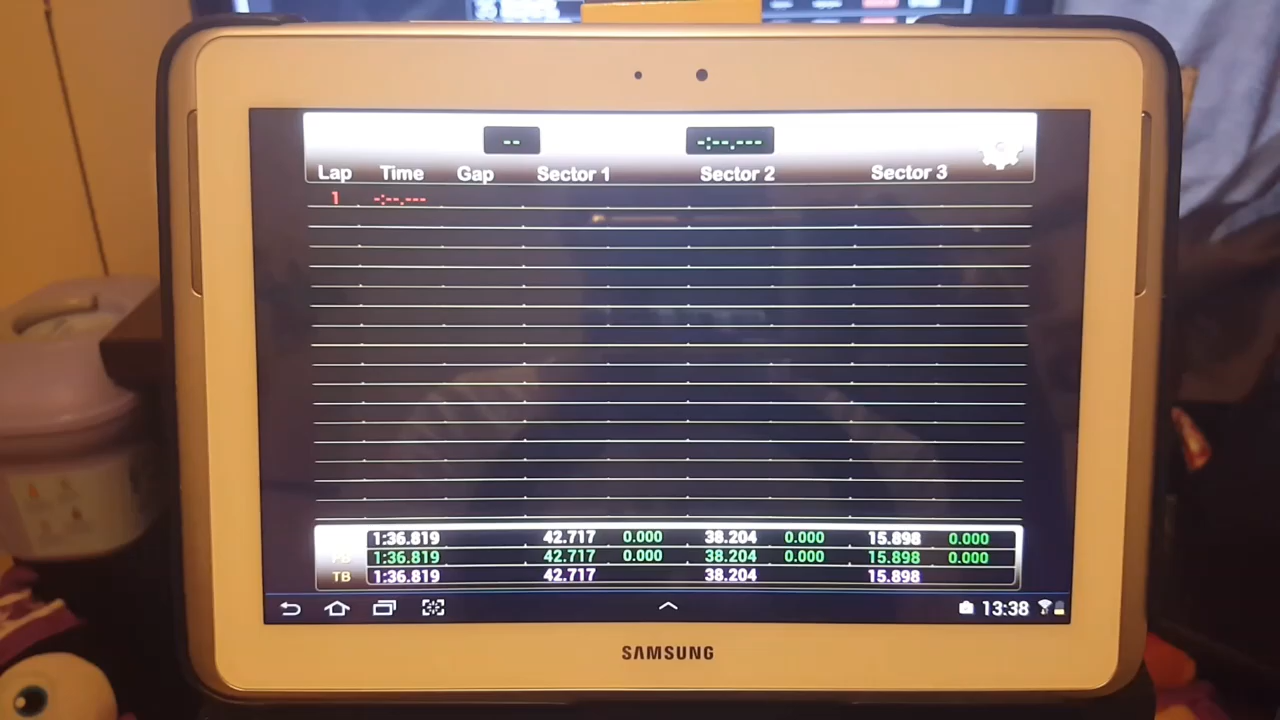 -- -:--.---
Lap Time Gap Sector 1 Sector 2 Sector 3
1 -:--.---
1:36.819 42.717 0.000 38.204 0.000 15.898 0.000
PB 1:36.819 42.717 0.000 38.204 0.000 15.898 0.000
TB 1:36.819 42.717 38.204 15.898
13:38
SAMSUNG